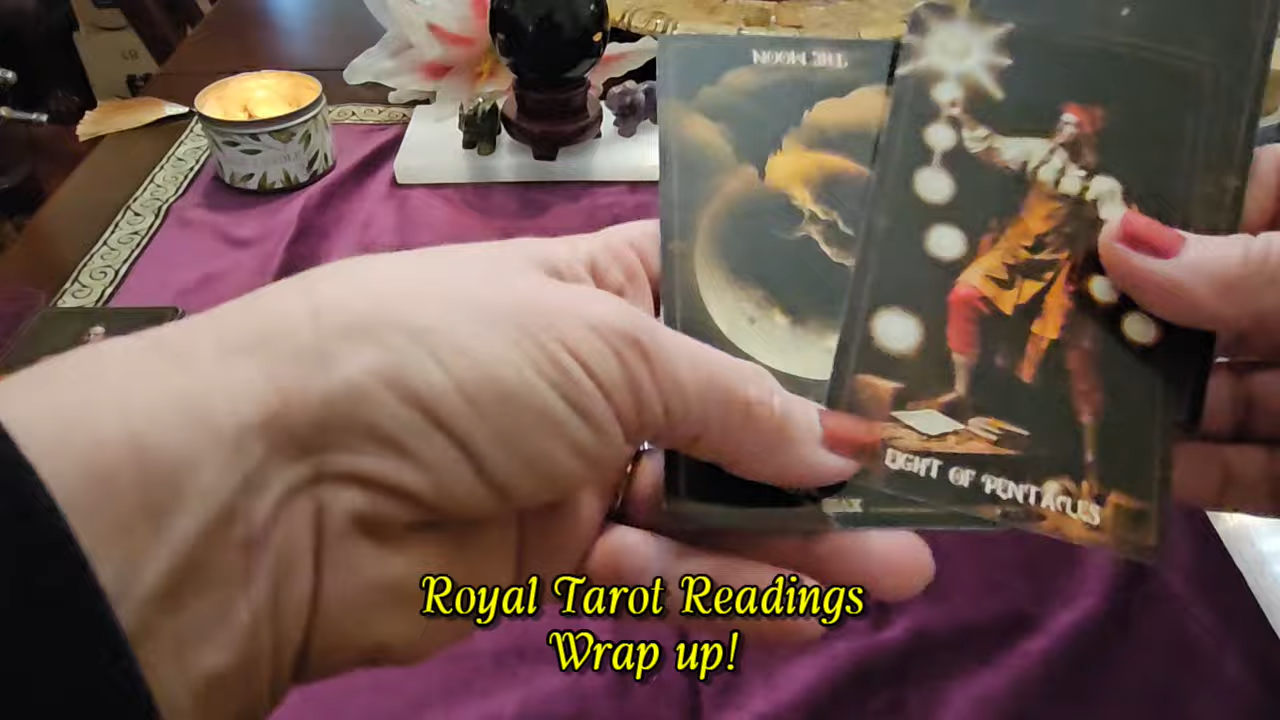 THE MOON
EIGHT OF PENTACLES
Royal Tarot Readings
Wrap up!